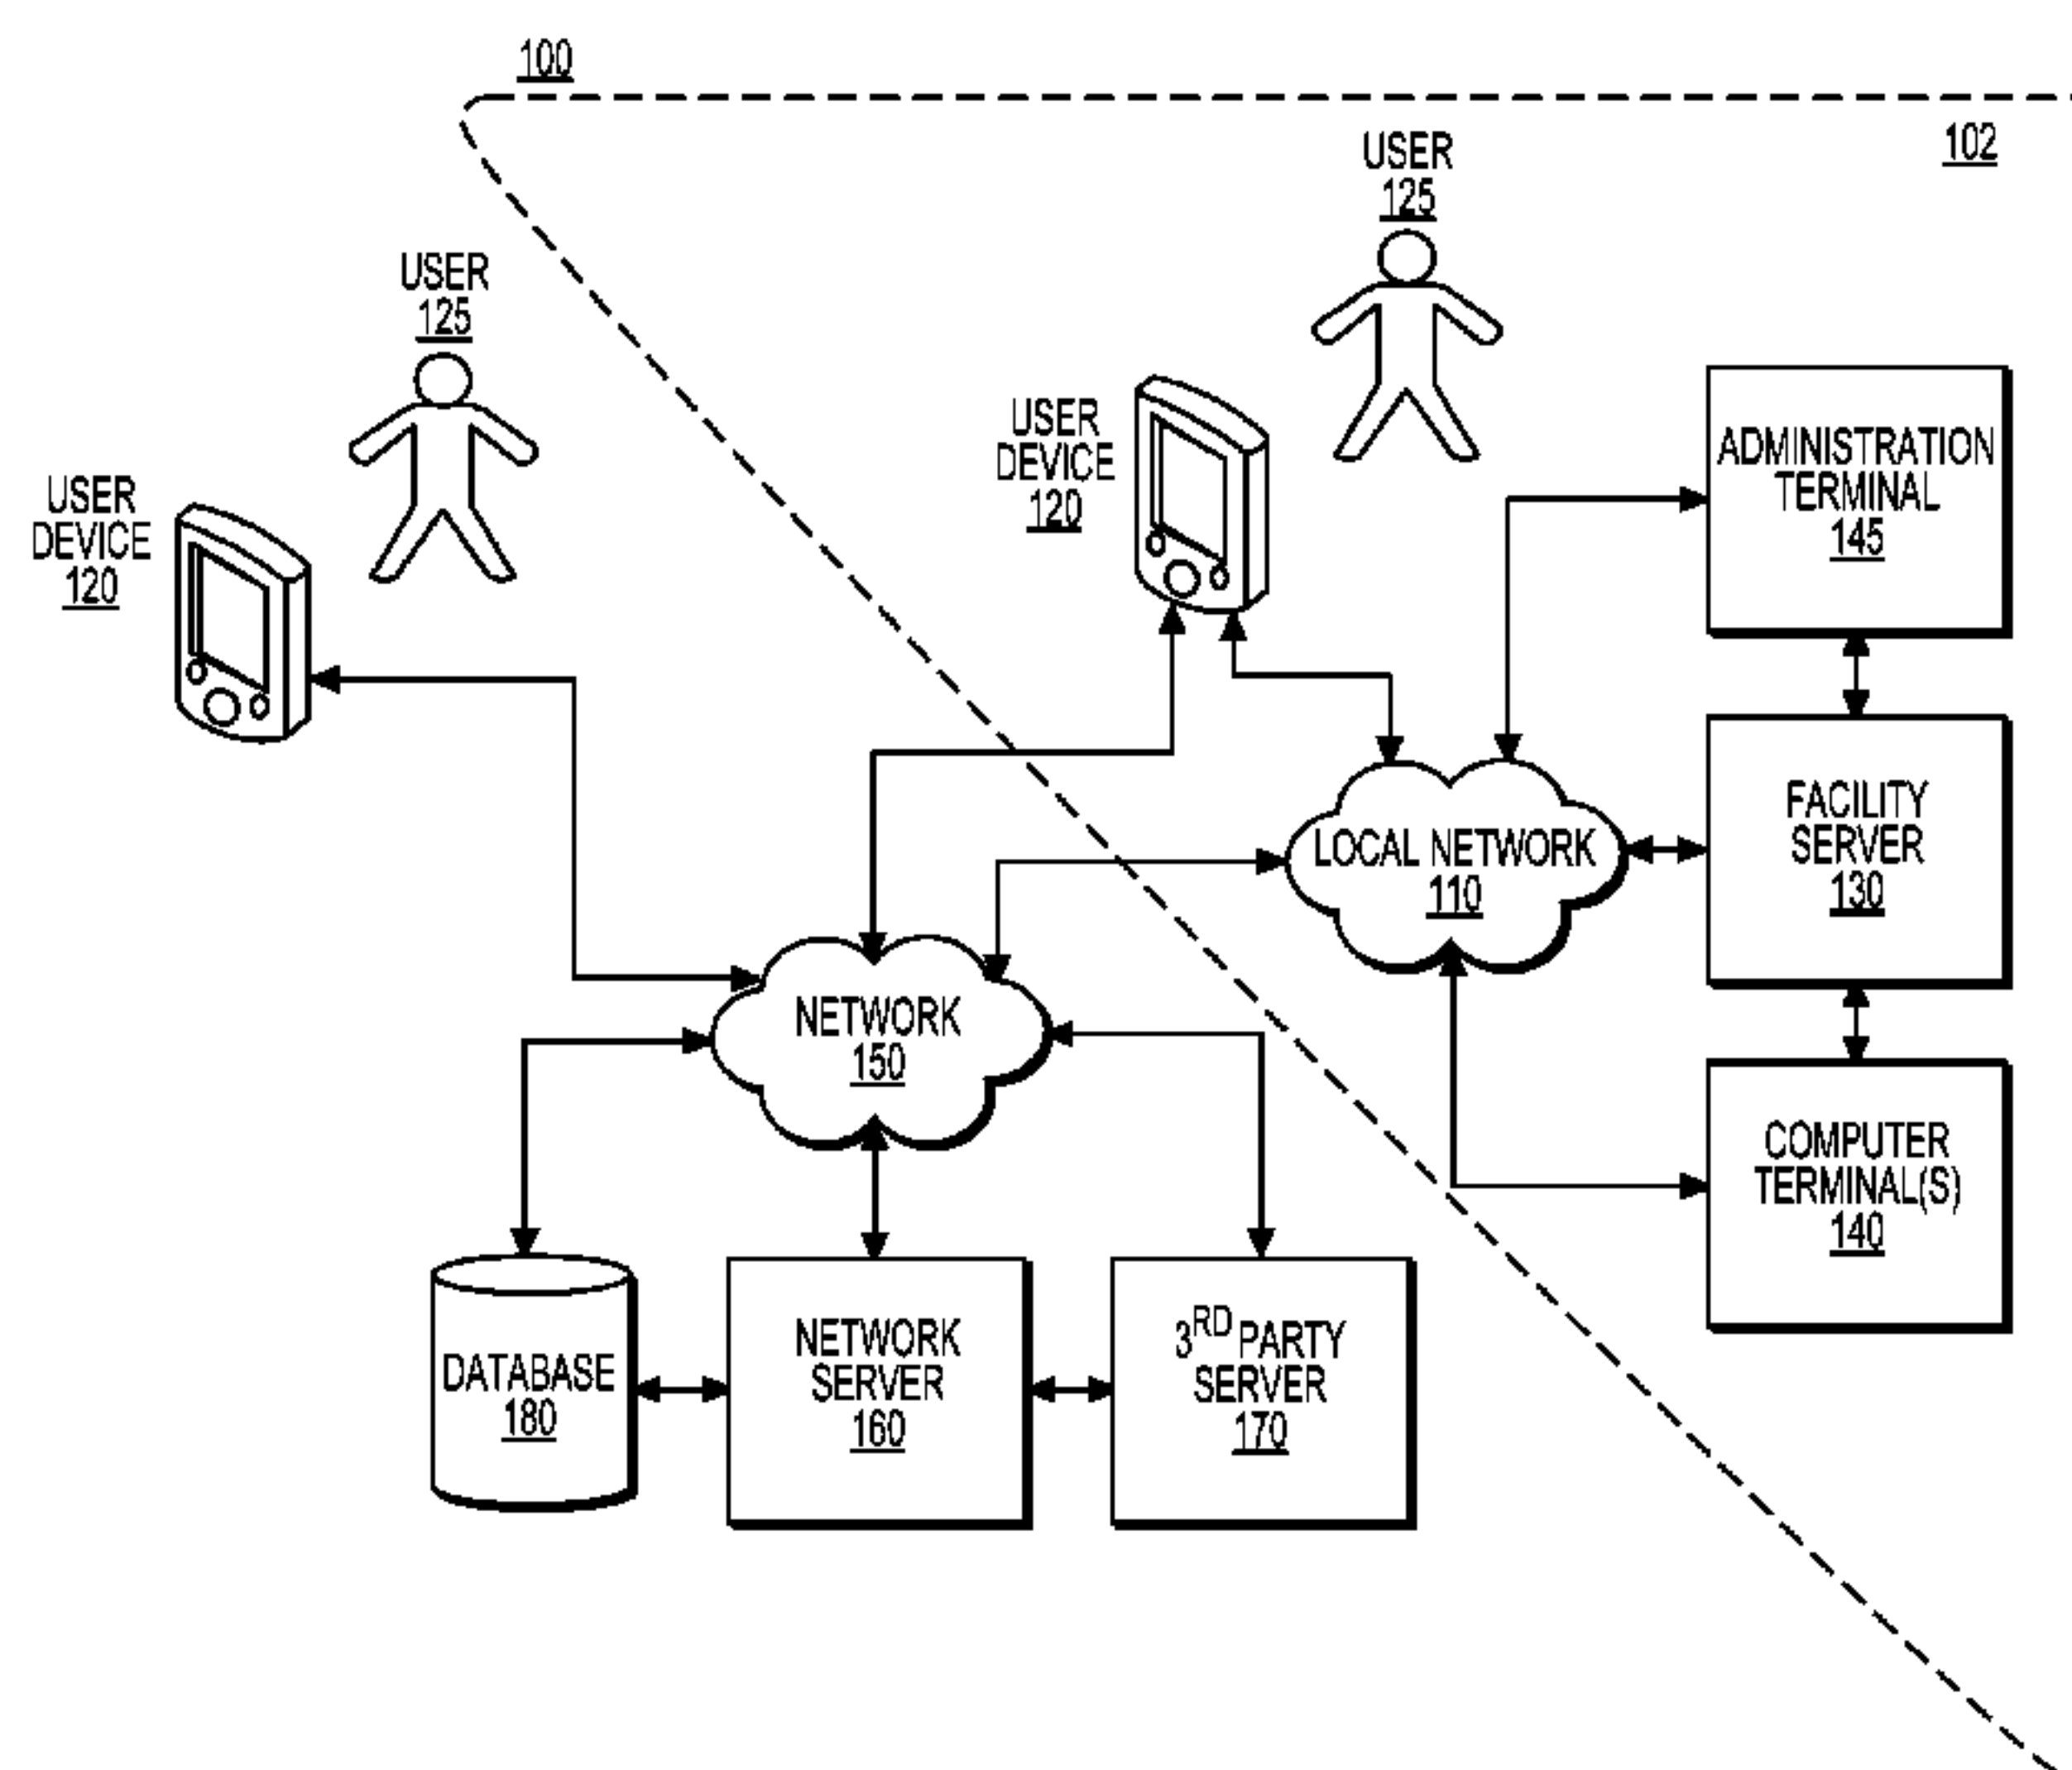 100
102
USER
125
USER
125
USER
DEVICE
120
USER
DEVICE
120
ADMINISTRATION
TERMINAL
145
FACILITY
SERVER
130
LOCAL NETWORK
110
NETWORK
150
COMPUTER
TERMINAL(S)
140
DATABASE
180
NETWORK
SERVER
160
3RD PARTY
SERVER
170